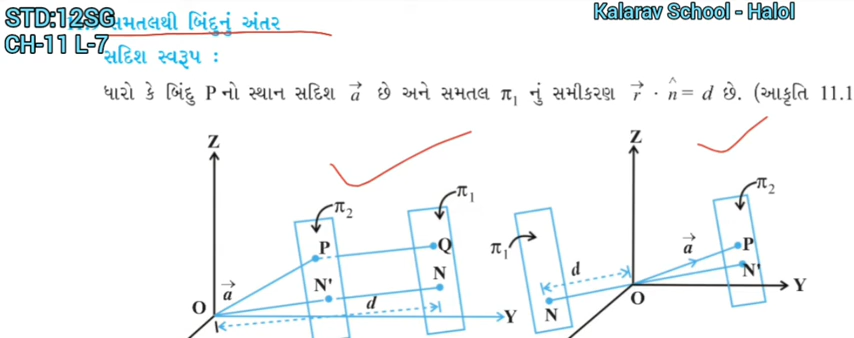 STD:12SG
Kalarav School - Halol
CH-11 L-7
સમતલથી બિંદુનું અંતર
સદિશ સ્વરૂપ :
ધારો કે બિંદુ P નો સ્થાન સદિશ a⃗ છે અને સમતલ π₁ નું સમીકરણ r⃗ · n̂ = d છે. (આકૃતિ 11.1
Z
Z
π₂
π₁
π₂
P
Q
π₁
a⃗
P
N'
N
d
N'
a⃗
d
O
Y
N
O
Y